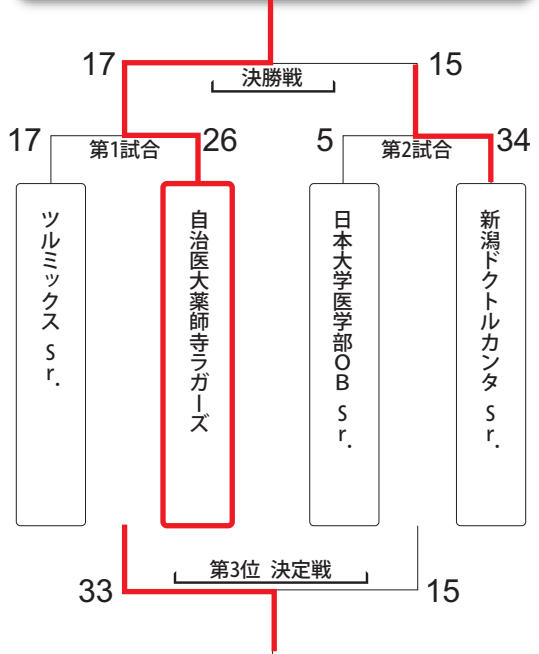 17
15
決勝戦
17
第1試合
26
5
第2試合
34
ツルミックス Sr.
自治医大薬師寺ラガーズ
日本大学医学部OB Sr.
新潟ドクトルカンタ Sr.
第3位 決定戦
33
15